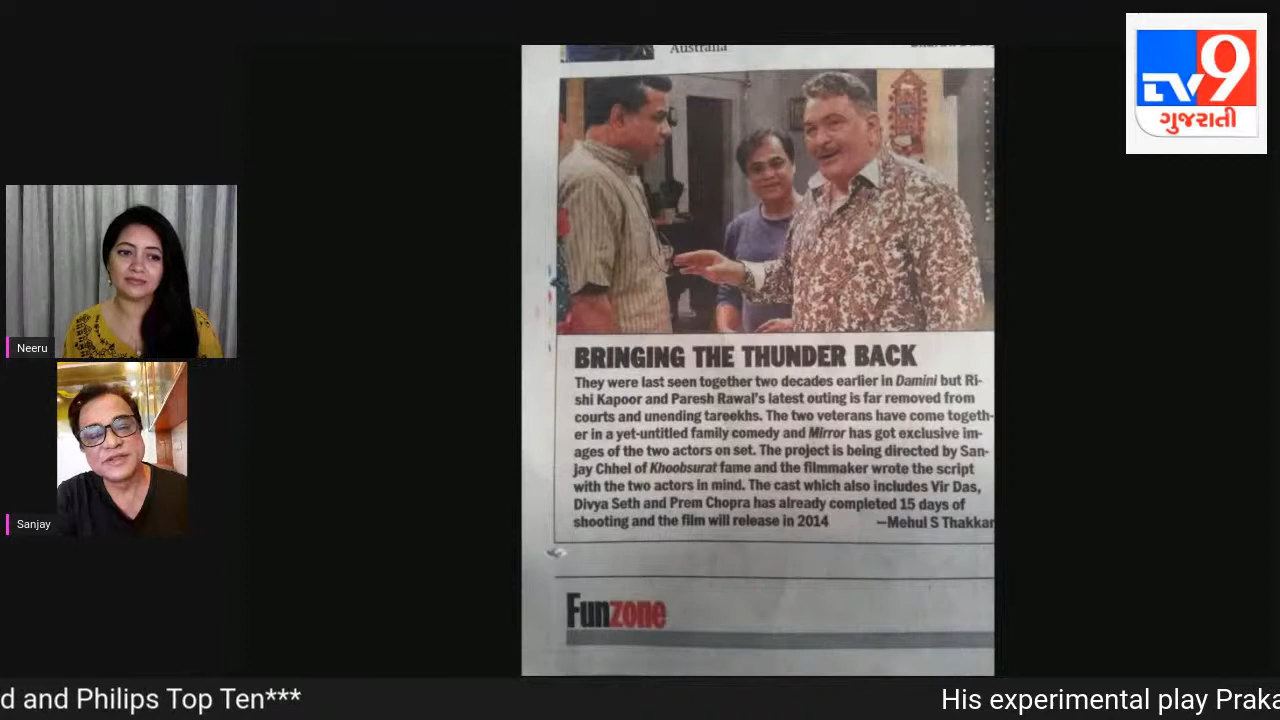 Australia
TV9
ગુજરાતી
Neeru
Sanjay
BRINGING THE THUNDER BACK
They were last seen together two decades earlier in Damini but Ri-
shi Kapoor and Paresh Rawal's latest outing is far removed from
courts and unending tareekhs. The two veterans have come togeth-
er in a yet-untitled family comedy and Mirror has got exclusive im-
ages of the two actors on set. The project is being directed by San-
jay Chhel of Khoobsurat fame and the filmmaker wrote the script
with the two actors in mind. The cast which also includes Vir Das,
Divya Seth and Prem Chopra has already completed 15 days of
shooting and the film will release in 2014 —Mehul S Thakkar
Funzone
d and Philips Top Ten*** His experimental play Praka